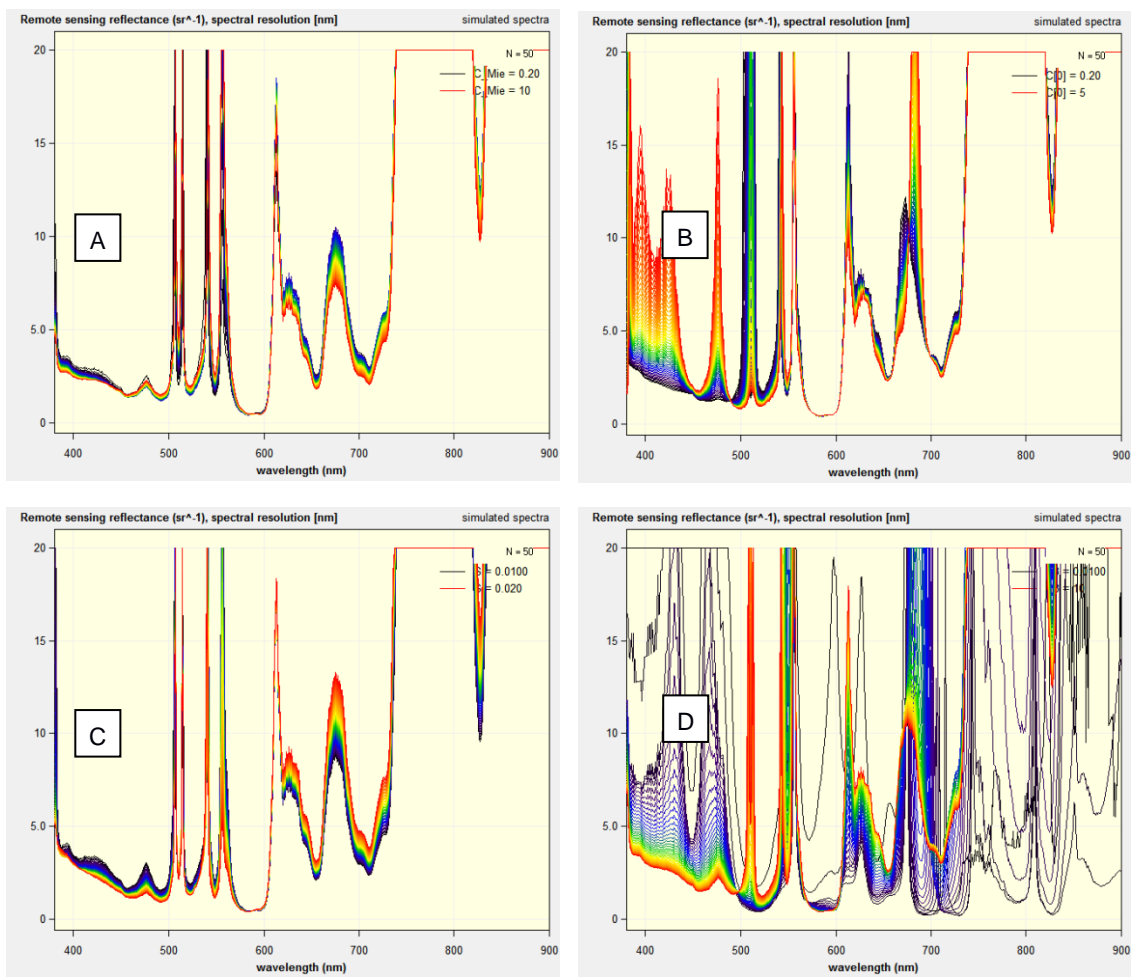 Remote sensing reflectance (sr^-1), spectral resolution [nm] simulated spectra
20
15
10
5.0
0
N = 50
C_Mie = 0.20
C_Mie = 10
A
400 500 600 700 800 900
wavelength (nm)
Remote sensing reflectance (sr^-1), spectral resolution [nm] simulated spectra
20
15
10
5.0
0
N = 50
C[0] = 0.20
C[0] = 5
B
400 500 600 700 800 900
wavelength (nm)
Remote sensing reflectance (sr^-1), spectral resolution [nm] simulated spectra
20
15
10
5.0
0
N = 50
= 0.0100
= 0.020
C
400 500 600 700 800 900
wavelength (nm)
Remote sensing reflectance (sr^-1), spectral resolution [nm] simulated spectra
20
15
10
5.0
0
N = 50
= 0.0100
= 10
D
400 500 600 700 800 900
wavelength (nm)